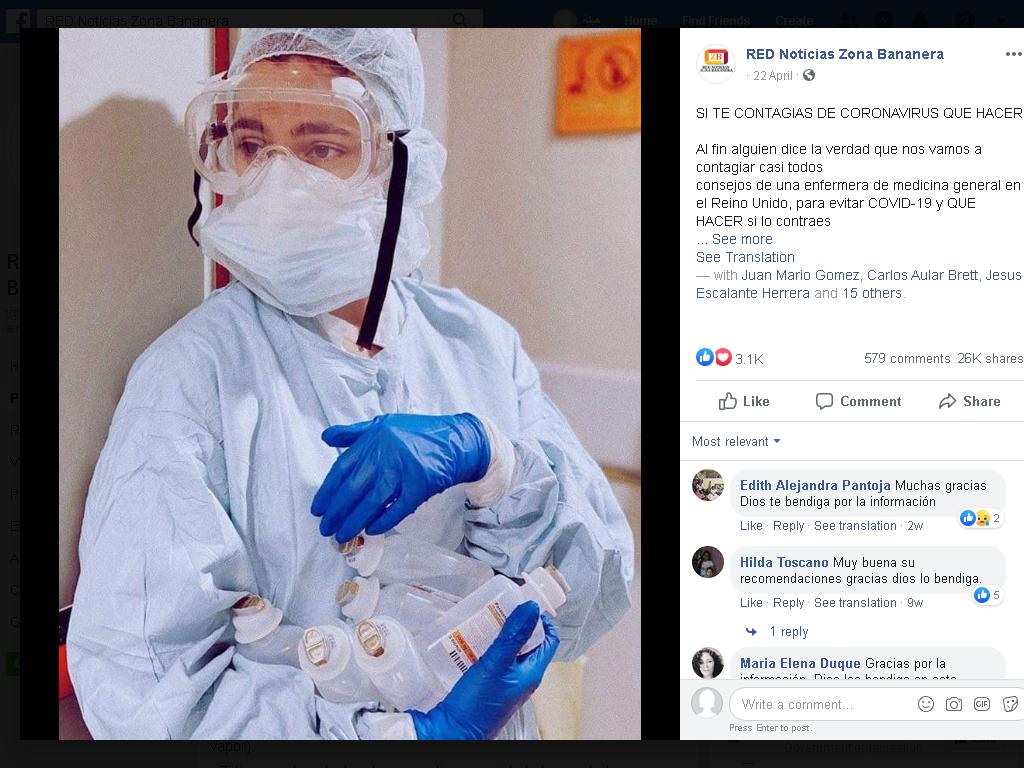 RED Noticias Zona Bananera
هبة
Home
Find Friends
Create
RED Noticias Zona Bananera
· 22 April ·
SI TE CONTAGIAS DE CORONAVIRUS QUE HACER
Al fin alguien dice la verdad que nos vamos a
contagiar casi todos
consejos de una enfermera de medicina general en
el Reino Unido, para evitar COVID-19 y QUE
HACER si lo contraes
... See more
See Translation
— with Juan Mario Gomez, Carlos Aular Brett, Jesus
Escalante Herrera and 15 others.
3.1K
579 comments 26K shares
Like Comment Share
Most relevant
Edith Alejandra Pantoja Muchas gracias
Dios te bendiga por la información
2
Like · Reply · See translation · 2w
Hilda Toscano Muy buena su
recomendaciones gracias dios lo bendiga.
5
Like · Reply · See translation · 9w
1 reply
Maria Elena Duque Gracias por la
información. Dios los bendiga en este
Write a comment...
GIF
Press Enter to post.
vapor).
Government organization